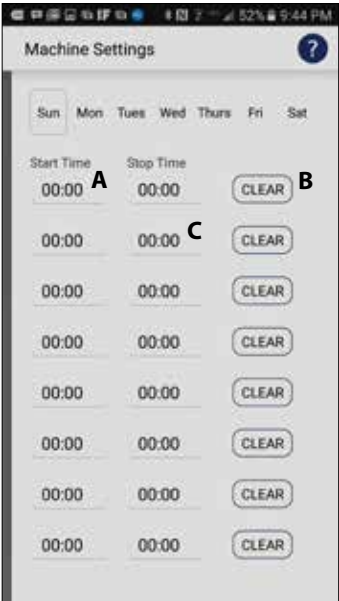 52% 9:44 PM
Machine Settings ?
Sun Mon Tues Wed Thurs Fri Sat
Start Time Stop Time
00:00 A 00:00 CLEAR B
00:00 00:00 C CLEAR
00:00 00:00 CLEAR
00:00 00:00 CLEAR
00:00 00:00 CLEAR
00:00 00:00 CLEAR
00:00 00:00 CLEAR
00:00 00:00 CLEAR